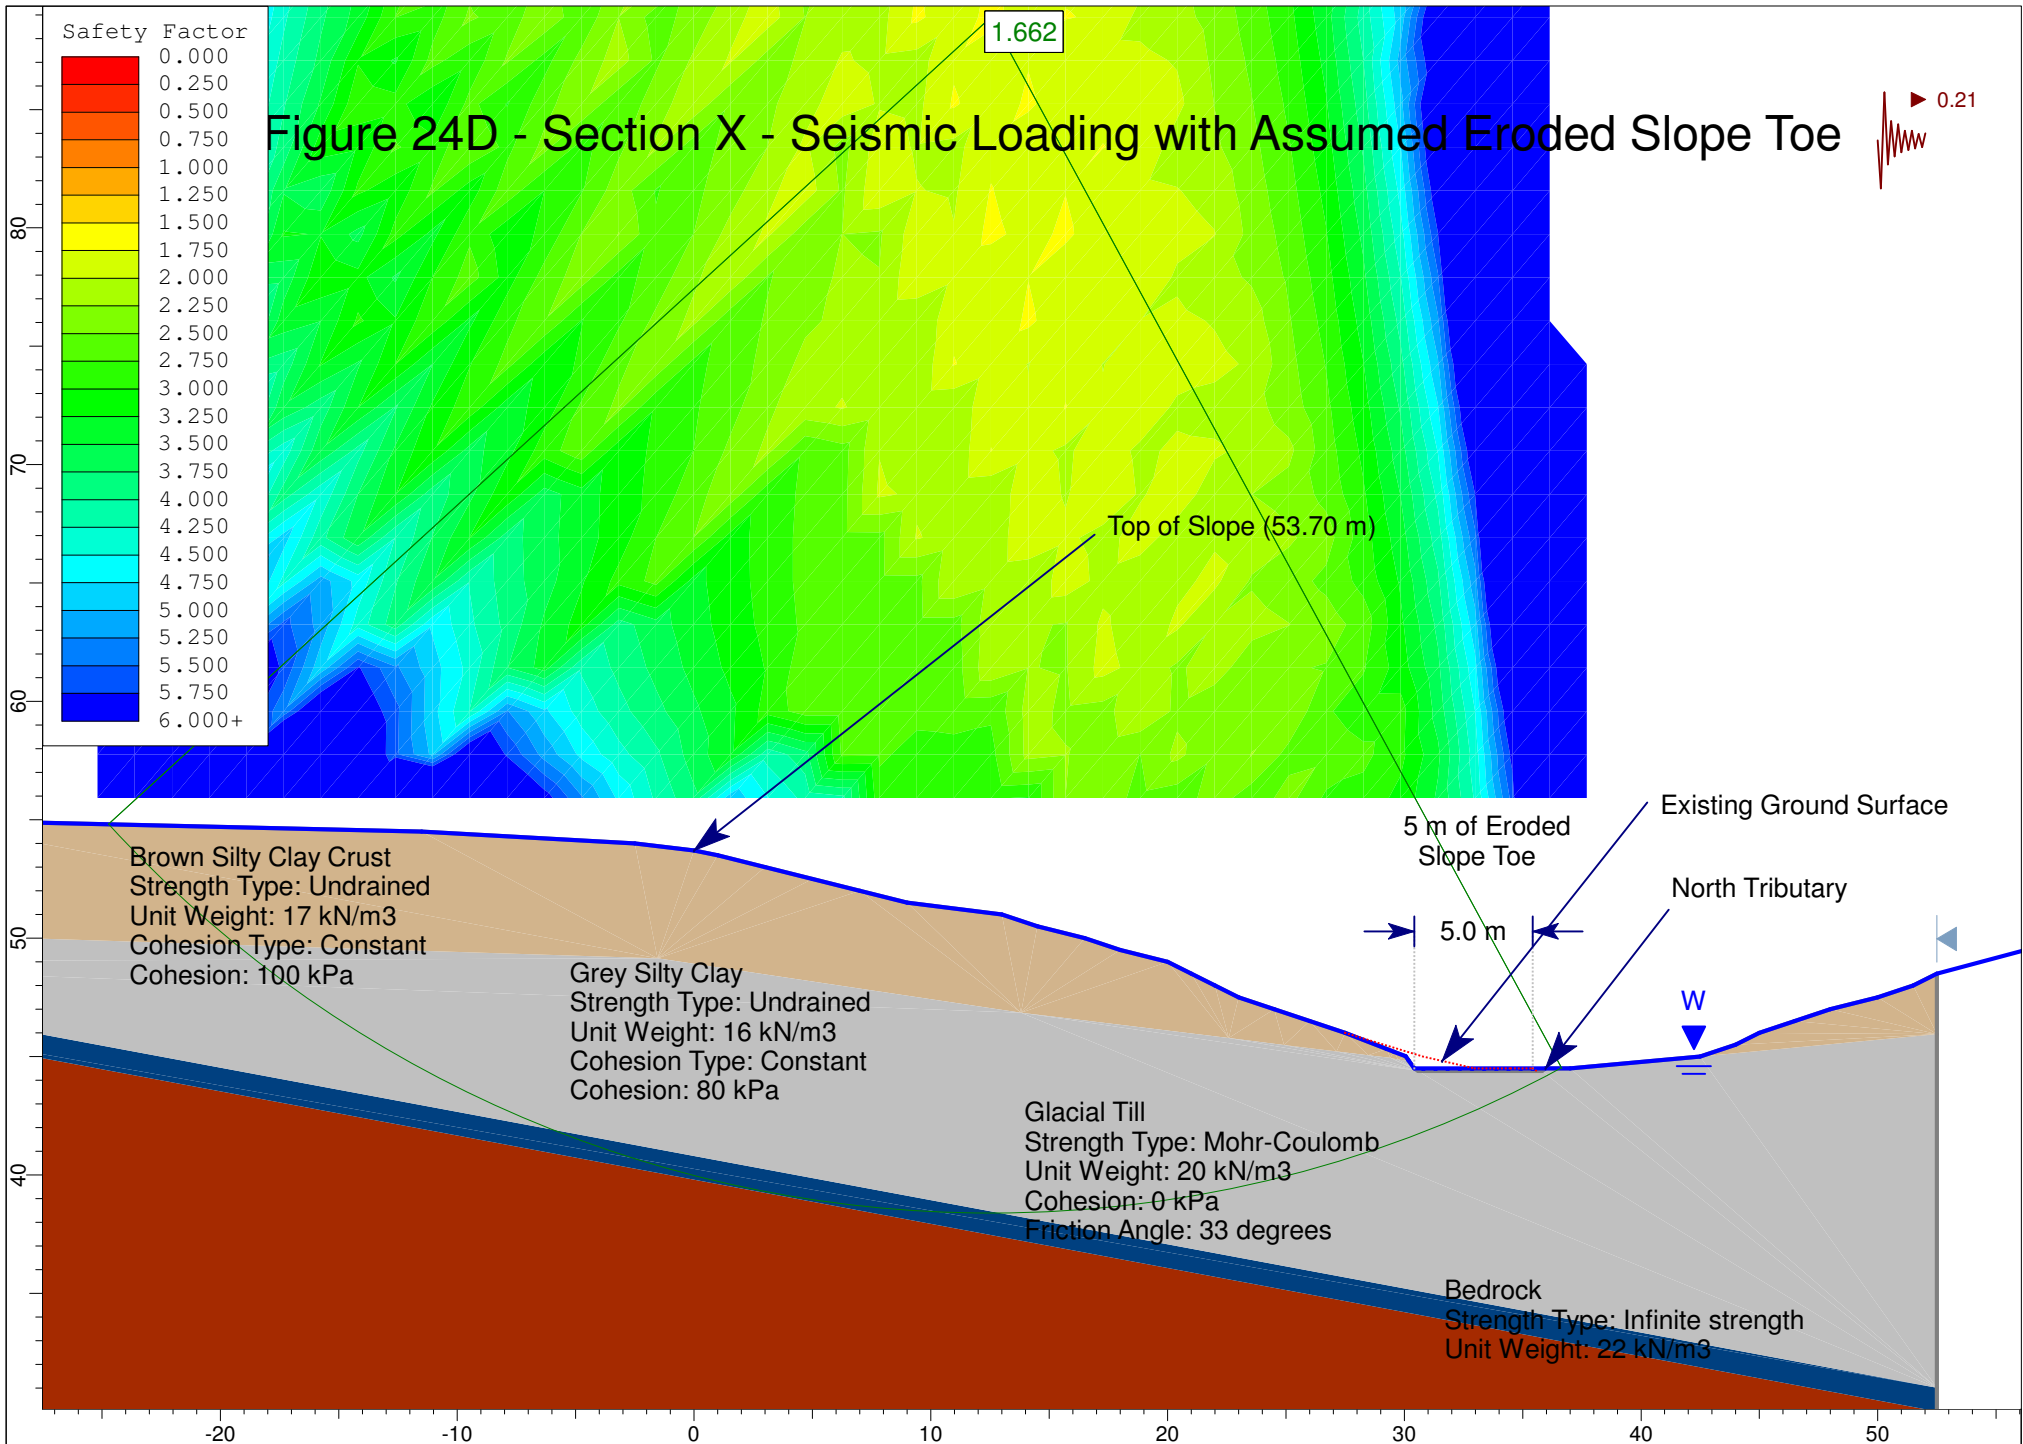 Safety Factor
0.000
0.250
0.500
0.750
1.000
1.250
1.500
1.750
2.000
2.250
2.500
2.750
3.000
3.250
3.500
3.750
4.000
4.250
4.500
4.750
5.000
5.250
5.500
5.750
6.000+
1.662
Figure 24D - Section X - Seismic Loading with Assumed Eroded Slope Toe
0.21
Top of Slope (53.70 m)
Existing Ground Surface
5 m of Eroded
Slope Toe
North Tributary
5.0 m
W
Brown Silty Clay Crust
Strength Type: Undrained
Unit Weight: 17 kN/m3
Cohesion Type: Constant
Cohesion: 100 kPa
Grey Silty Clay
Strength Type: Undrained
Unit Weight: 16 kN/m3
Cohesion Type: Constant
Cohesion: 80 kPa
Glacial Till
Strength Type: Mohr-Coulomb
Unit Weight: 20 kN/m3
Cohesion: 0 kPa
Friction Angle: 33 degrees
Bedrock
Strength Type: Infinite strength
Unit Weight: 22 kN/m3
80
70
60
50
40
-20
-10
0
10
20
30
40
50